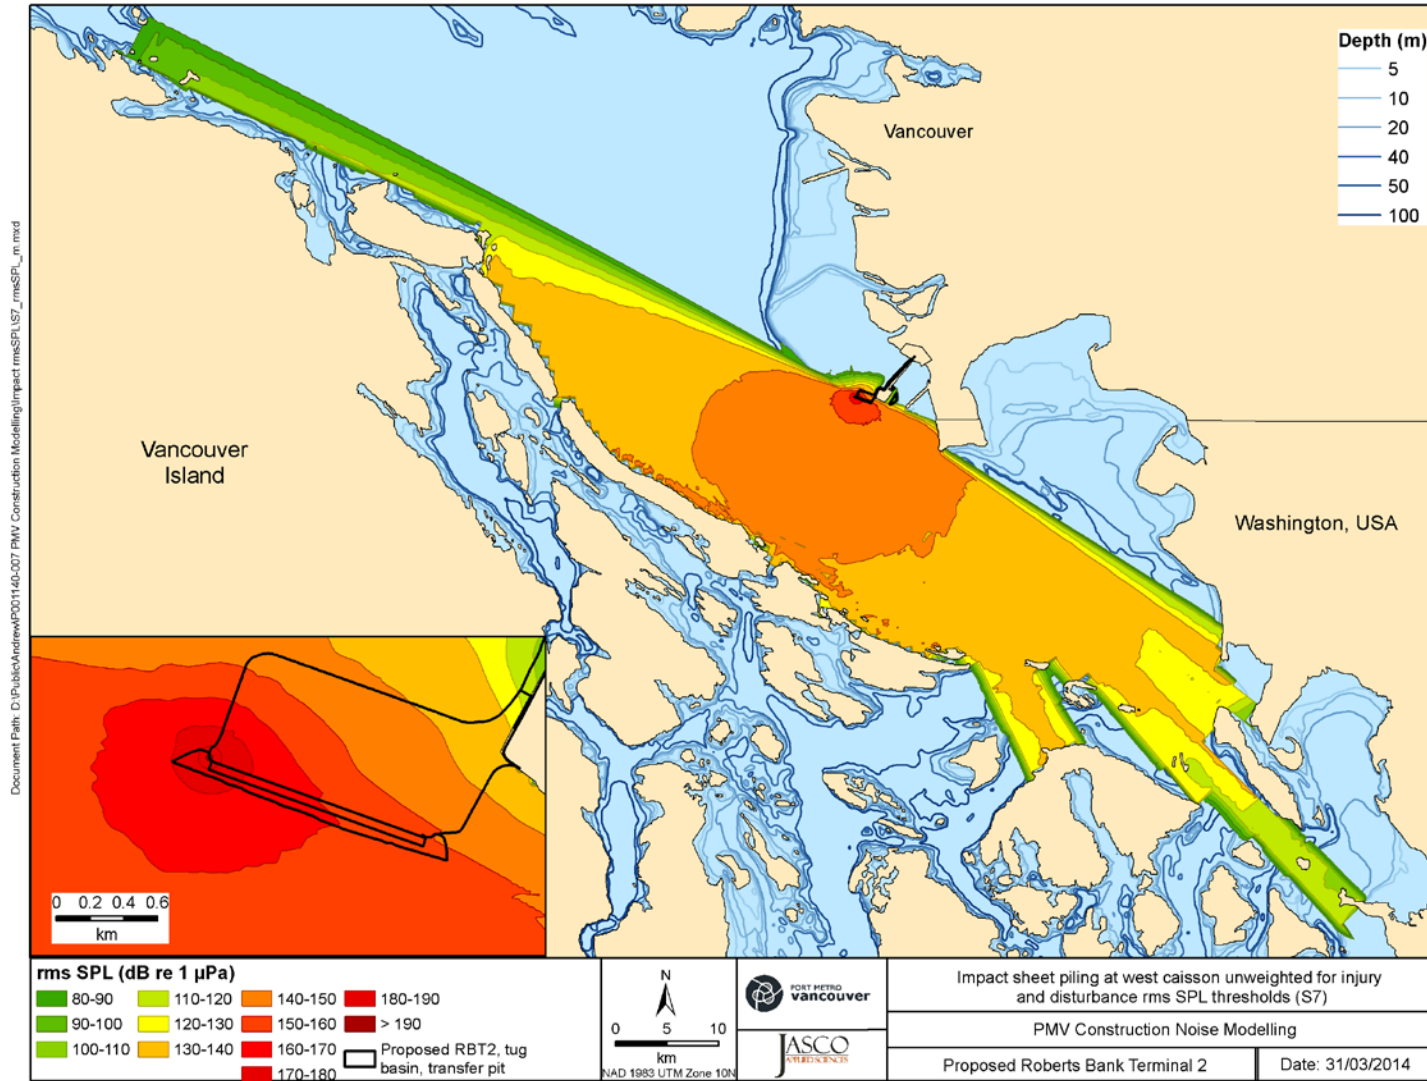 Document Path: D:\Public\Andrew\P001140-007 PMV Construction Modelling\Impact rmsSPL\S7_rmsSPL_m.mxd
Depth (m)
5
10
20
40
50
100
Vancouver
Vancouver
Island
Washington, USA
0 0.2 0.4 0.6
km
rms SPL (dB re 1 µPa)
80-90
90-100
100-110
110-120
120-130
130-140
140-150
150-160
160-170
170-180
180-190
> 190
Proposed RBT2, tug
basin, transfer pit
N
0 5 10
km
NAD 1983 UTM Zone 10N
PORT METRO
vancouver
JASCO
APPLIED SCIENCES
Impact sheet piling at west caisson unweighted for injury
and disturbance rms SPL thresholds (S7)
PMV Construction Noise Modelling
Proposed Roberts Bank Terminal 2
Date: 31/03/2014